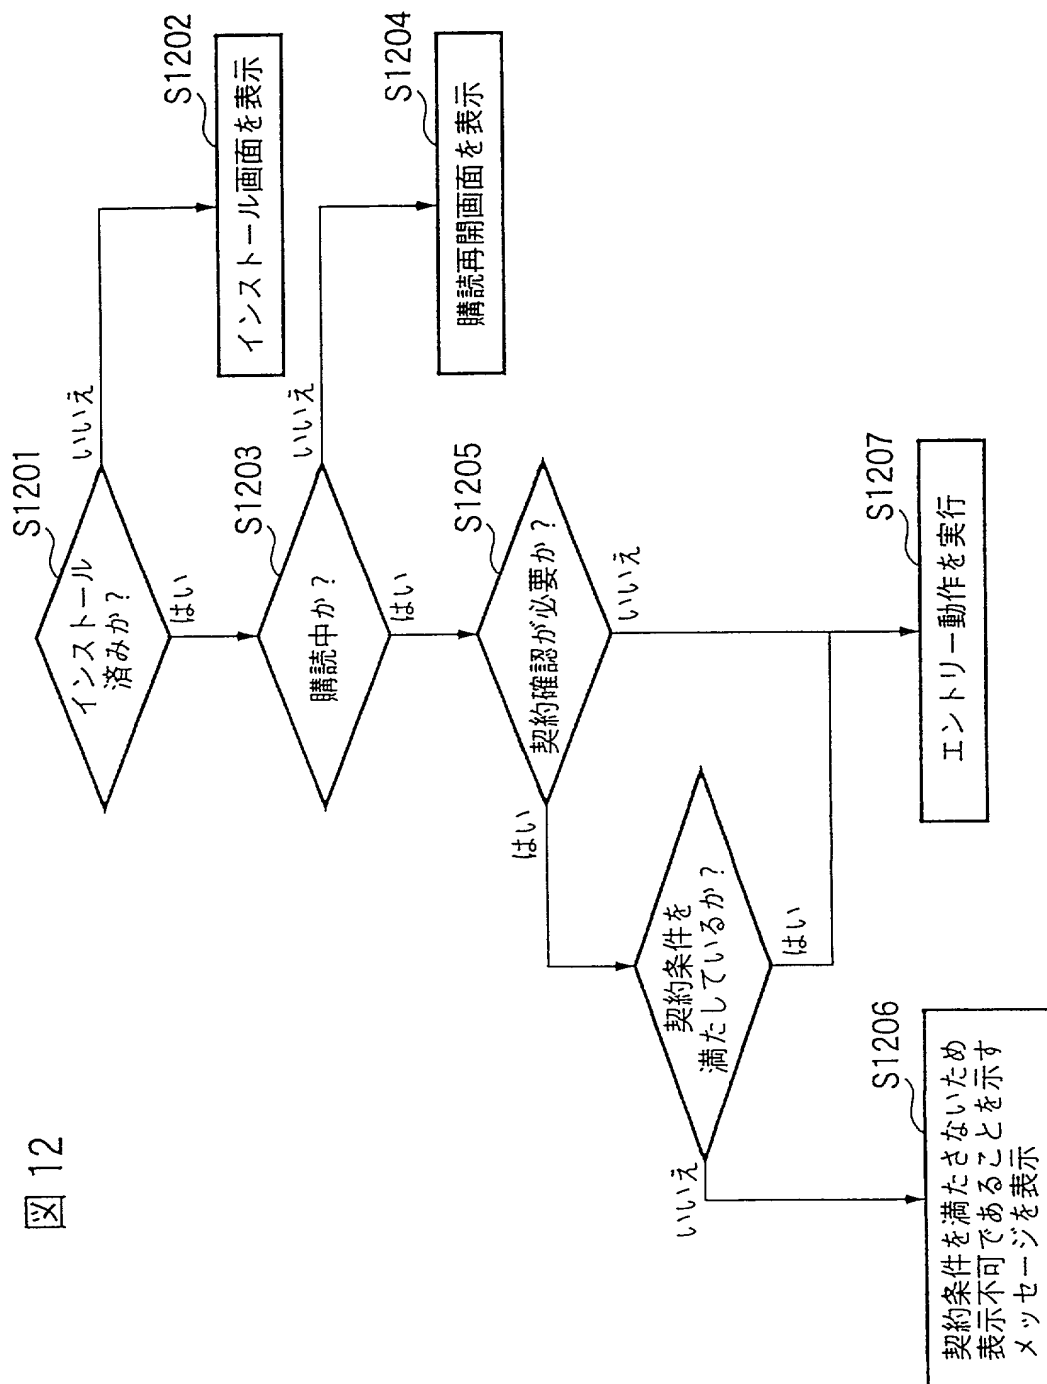 図 12
S1201
インストール
済みか?
いいえ
はい
S1202
インストール画面を表示
S1203
購読中か?
いいえ
はい
S1204
購読再開画面を表示
S1205
契約確認が必要か?
はい
いいえ
契約条件を
満たしているか?
いいえ
はい
S1206
契約条件を満たさないため
表示不可であることを示す
メッセージを表示
S1207
エントリー動作を実行